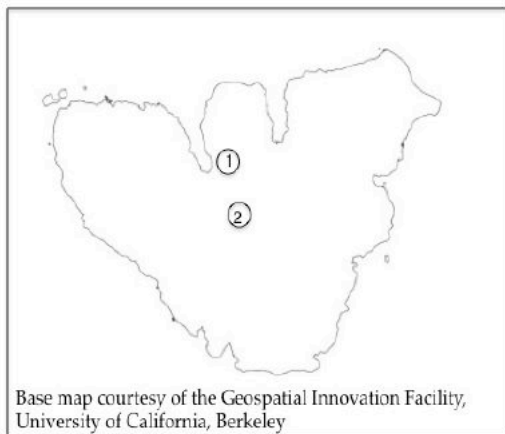 1
2
Base map courtesy of the Geospatial Innovation Facility,
University of California, Berkeley